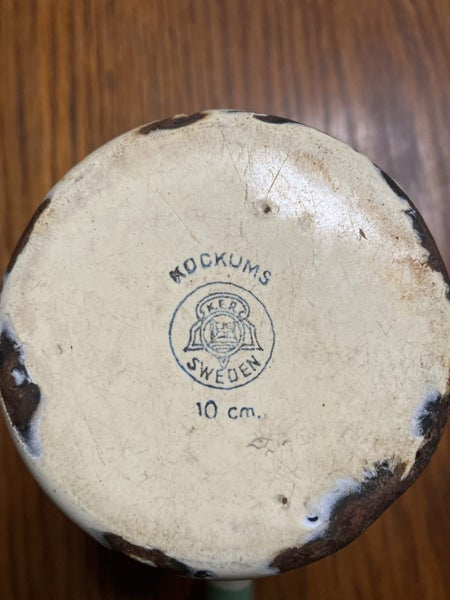 KOCKUMS
K.E.R.
SWEDEN
10 cm.